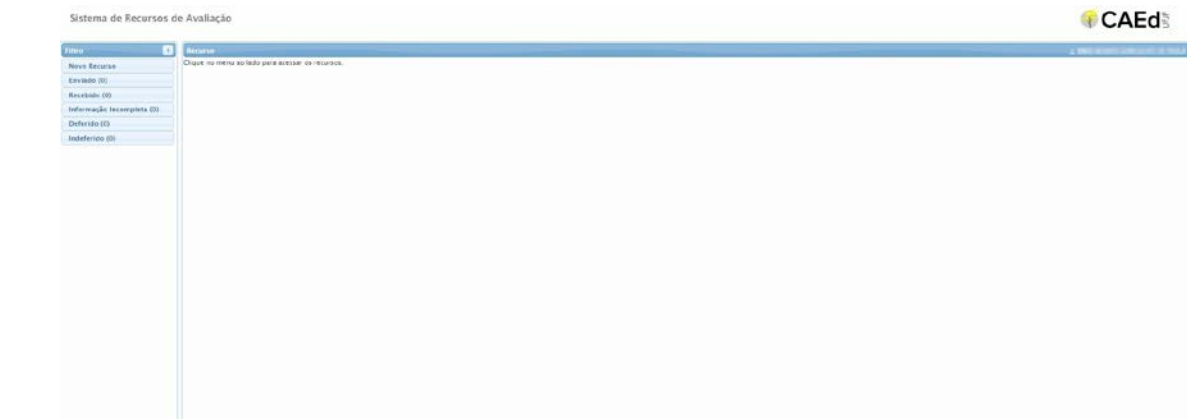 Sistema de Recursos de Avaliação
CAEd
UFJF
Filtro
Recurso
Novo Recurso
Clique no menu ao lado para acessar os recursos.
Enviado (0)
Recebido (0)
Informação Incompleta (0)
Deferido (0)
Indeferido (0)